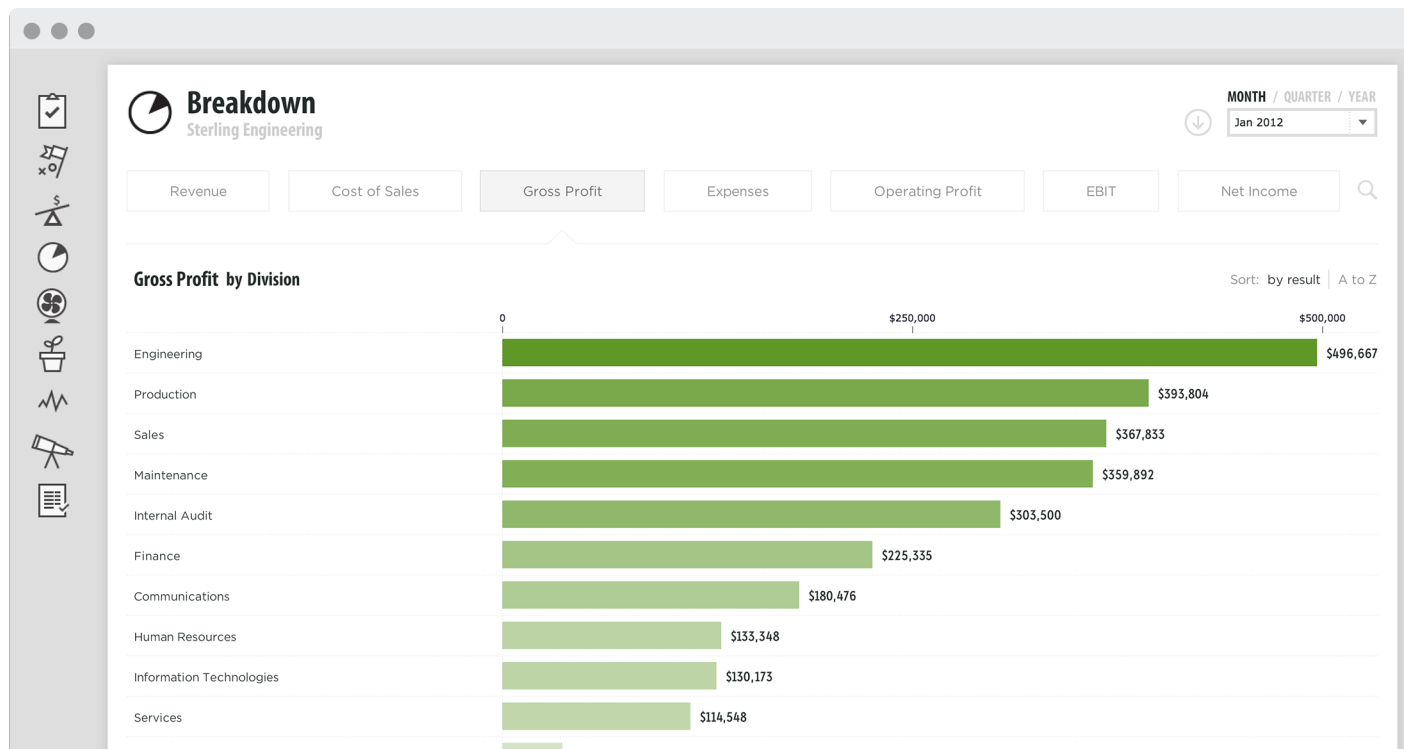 Breakdown
Sterling Engineering
MONTH / QUARTER / YEAR
Jan 2012
Revenue
Cost of Sales
Gross Profit
Expenses
Operating Profit
EBIT
Net Income
Gross Profit by Division
Sort: by result | A to Z
0 $250,000 $500,000
Engineering $496,667
Production $393,804
Sales $367,833
Maintenance $359,892
Internal Audit $303,500
Finance $225,335
Communications $180,476
Human Resources $133,348
Information Technologies $130,173
Services $114,548